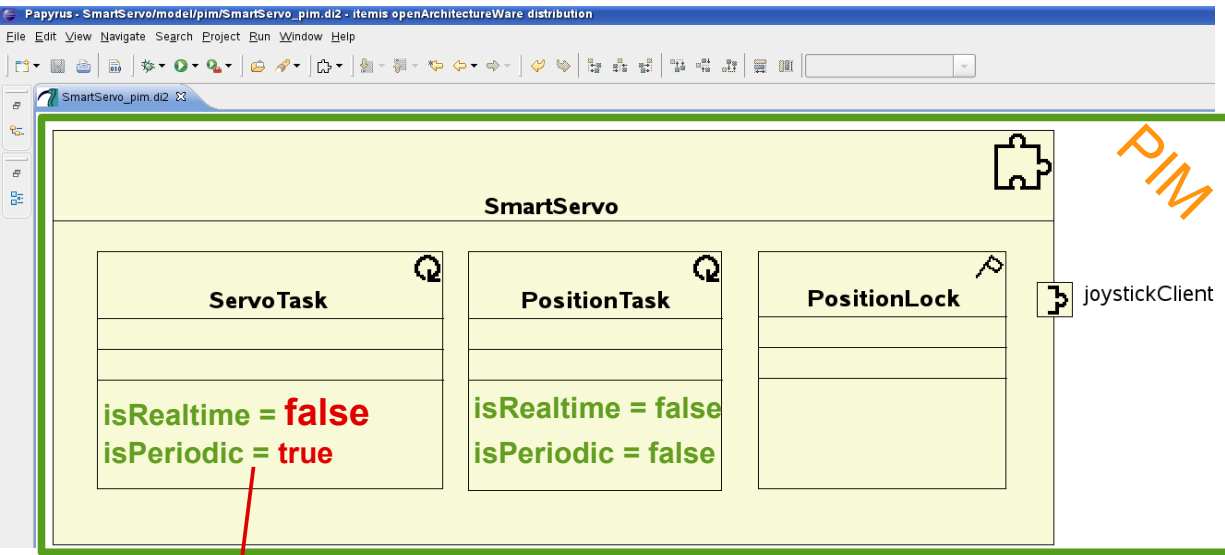 Papyrus - SmartServo/model/pim/SmartServo_pim.di2 - itemis openArchitectureWare distribution
File Edit View Navigate Search Project Run Window Help
SmartServo_pim.di2
PIM
SmartServo
ServoTask
PositionTask
PositionLock
joystickClient
isRealtime = false
isPeriodic = true
isRealtime = false
isPeriodic = false